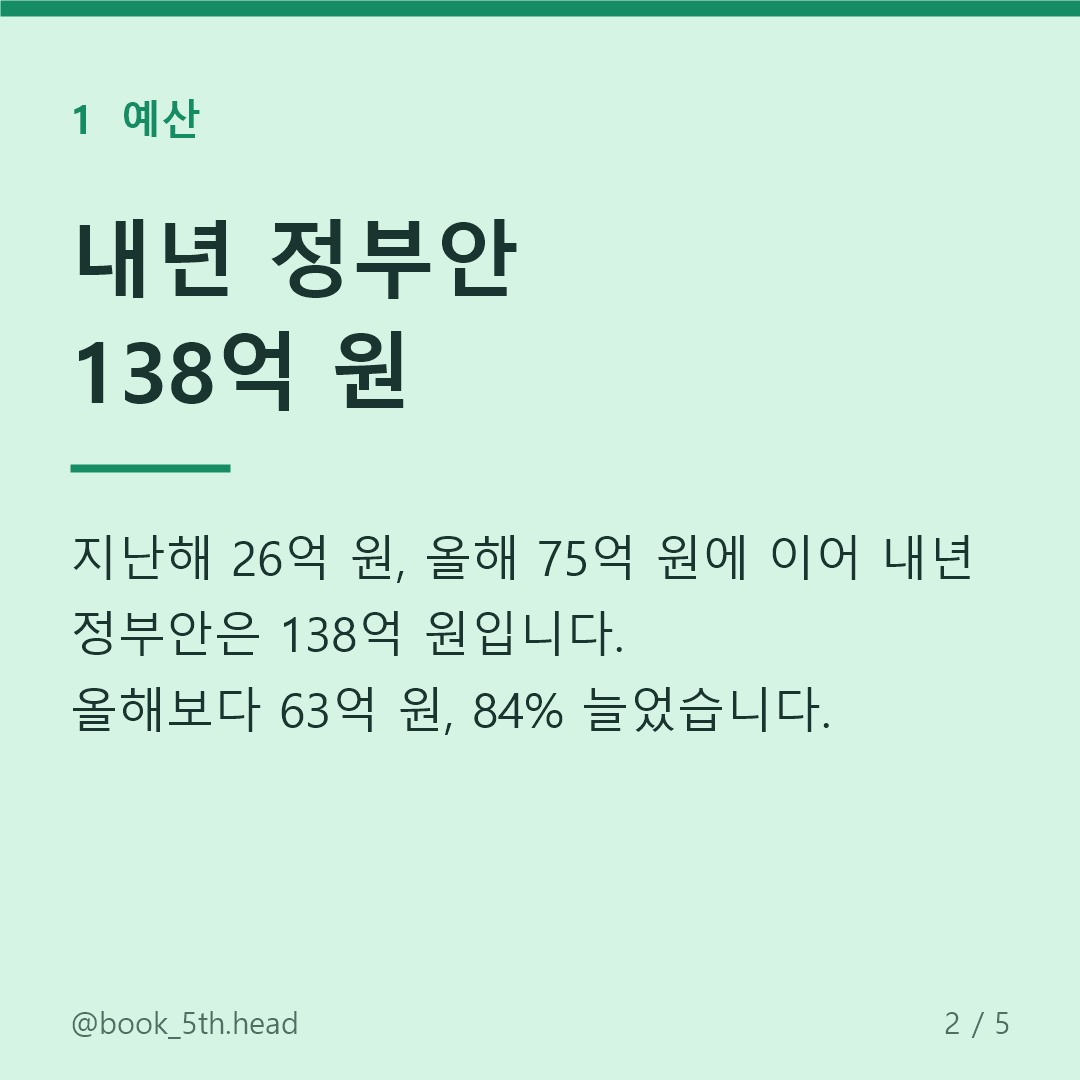 1 예산
내년 정부안
138억 원
지난해 26억 원, 올해 75억 원에 이어 내년
정부안은 138억 원입니다.
올해보다 63억 원, 84% 늘었습니다.
@book_5th.head
2 / 5